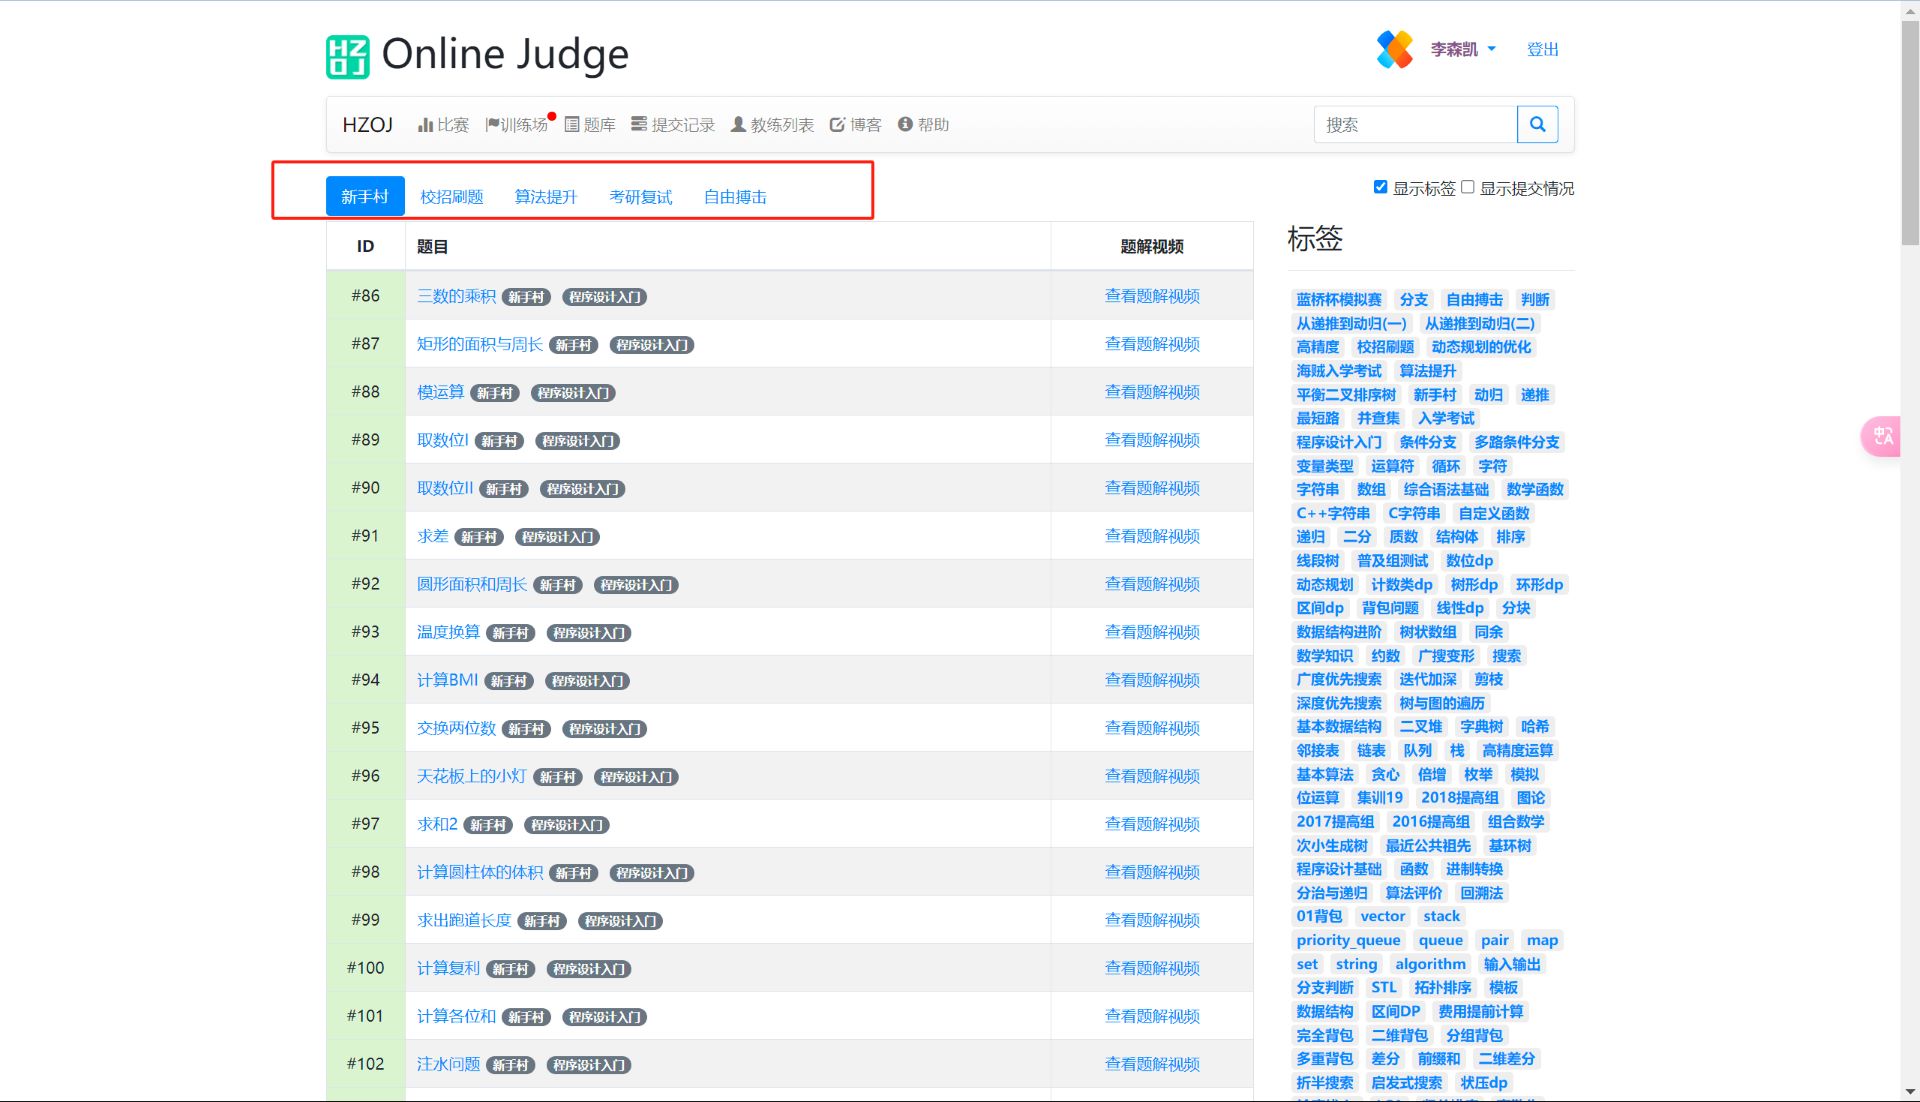 HZOJ Online Judge
李森凯 登出
HZOJ 比赛 训练场 题库 提交记录 教练列表 博客 帮助 搜索
新手村 校招刷题 算法提升 考研复试 自由搏击
显示标签 显示提交情况
ID 题目 题解视频
#86 三数的乘积 新手村 程序设计入门 查看题解视频
#87 矩形的面积与周长 新手村 程序设计入门 查看题解视频
#88 模运算 新手村 程序设计入门 查看题解视频
#89 取数位I 新手村 程序设计入门 查看题解视频
#90 取数位II 新手村 程序设计入门 查看题解视频
#91 求差 新手村 程序设计入门 查看题解视频
#92 圆形面积和周长 新手村 程序设计入门 查看题解视频
#93 温度换算 新手村 程序设计入门 查看题解视频
#94 计算BMI 新手村 程序设计入门 查看题解视频
#95 交换两位数 新手村 程序设计入门 查看题解视频
#96 天花板上的小灯 新手村 程序设计入门 查看题解视频
#97 求和2 新手村 程序设计入门 查看题解视频
#98 计算圆柱体的体积 新手村 程序设计入门 查看题解视频
#99 求出跑道长度 新手村 程序设计入门 查看题解视频
#100 计算复利 新手村 程序设计入门 查看题解视频
#101 计算各位和 新手村 程序设计入门 查看题解视频
#102 注水问题 新手村 程序设计入门 查看题解视频
标签
蓝桥杯模拟赛 分支 自由搏击 判断
从递推到动归(一) 从递推到动归(二)
高精度 校招刷题 动态规划的优化
海贼入学考试 算法提升
平衡二叉排序树 新手村 动归 递推
最短路 并查集 入学考试
程序设计入门 条件分支 多路条件分支
变量类型 运算符 循环 字符
字符串 数组 综合语法基础 数学函数
C++字符串 C字符串 自定义函数
递归 二分 质数 结构体 排序
线段树 普及组测试 数位dp
动态规划 计数类dp 树形dp 环形dp
区间dp 背包问题 线性dp 分块
数据结构进阶 树状数组 同余
数学知识 约数 广搜变形 搜索
广度优先搜索 迭代加深 剪枝
深度优先搜索 树与图的遍历
基本数据结构 二叉堆 字典树 哈希
邻接表 链表 队列 栈 高精度运算
基本算法 贪心 倍增 枚举 模拟
位运算 集训19 2018提高组 图论
2017提高组 2016提高组 组合数学
次小生成树 最近公共祖先 基环树
程序设计基础 函数 进制转换
分治与递归 算法评价 回溯法
01背包 vector stack
priority_queue queue pair map
set string algorithm 输入输出
分支判断 STL 拓扑排序 模板
数据结构 区间DP 费用提前计算
完全背包 二维背包 分组背包
多重背包 差分 前缀和 二维差分
折半搜索 启发式搜索 状压dp